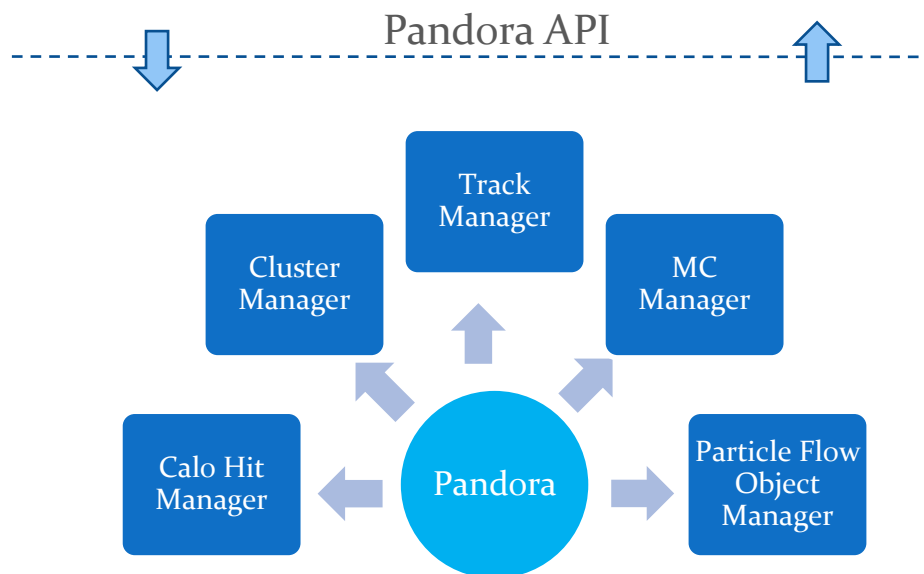 Pandora API
Track
Manager
Cluster
Manager
MC
Manager
Calo Hit
Manager
Pandora
Particle Flow
Object
Manager